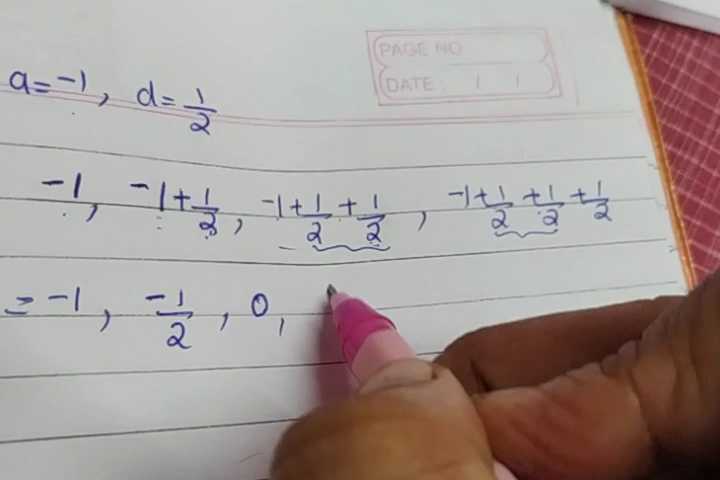 PAGE NO
DATE : / /
a = -1, d = 1/2
-1, -1+1/2, -1+1/2+1/2, -1+1/2+1/2+1/2
= -1, -1/2, 0,